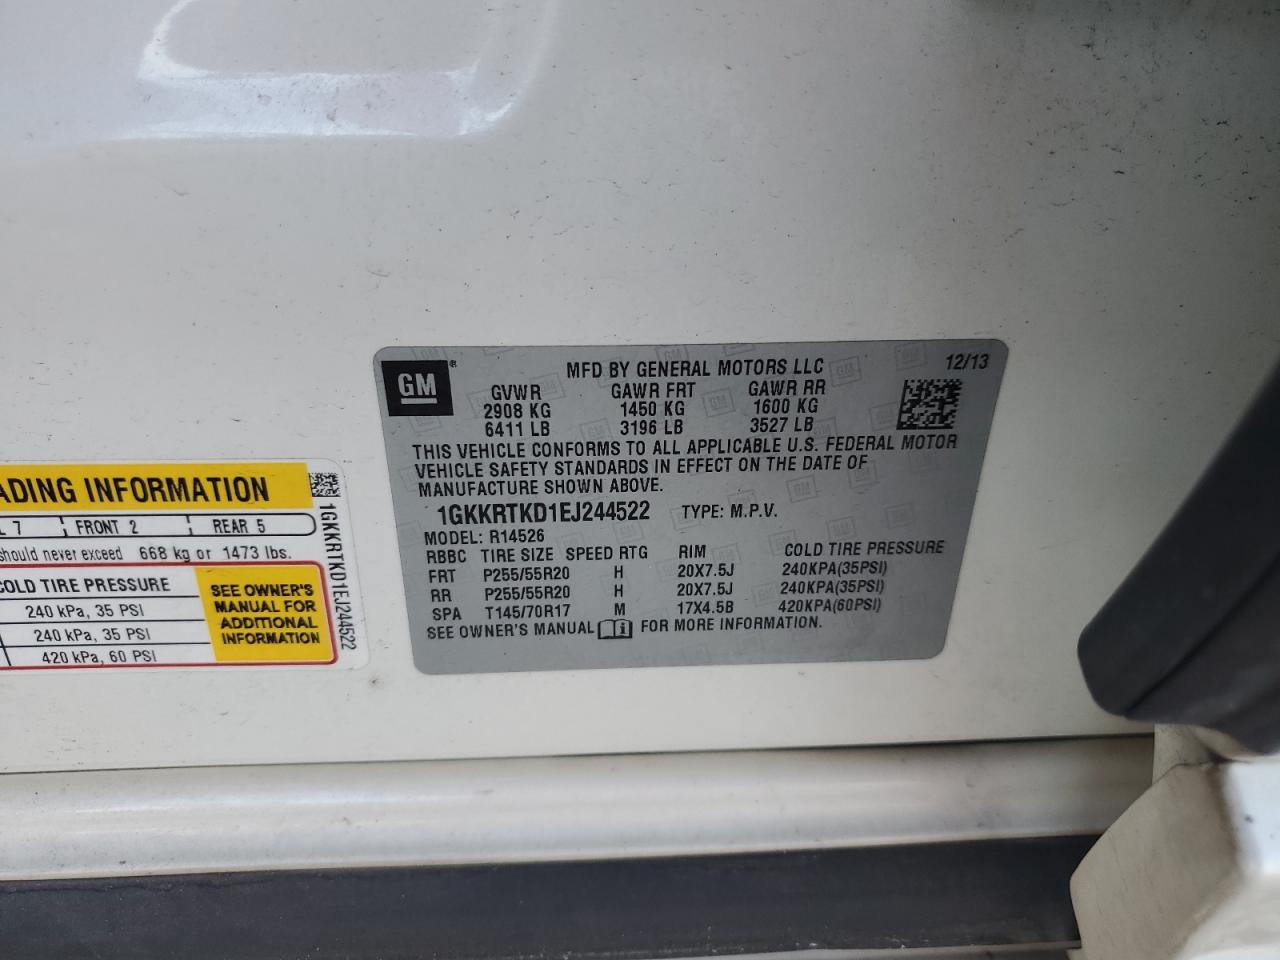 GM
MFD BY GENERAL MOTORS LLC 12/13
GVWR GAWR FRT GAWR RR
2908 KG 1450 KG 1600 KG
6411 LB 3196 LB 3527 LB
THIS VEHICLE CONFORMS TO ALL APPLICABLE U.S. FEDERAL MOTOR
VEHICLE SAFETY STANDARDS IN EFFECT ON THE DATE OF
MANUFACTURE SHOWN ABOVE.
1GKKRTKD1EJ244522 TYPE: M.P.V.
MODEL: R14526
RBBC TIRE SIZE SPEED RTG RIM COLD TIRE PRESSURE
FRT P255/55R20 H 20X7.5J 240KPA(35PSI)
RR P255/55R20 H 20X7.5J 240KPA(35PSI)
SPA T145/70R17 M 17X4.5B 420KPA(60PSI)
SEE OWNER'S MANUAL FOR MORE INFORMATION.
ADING INFORMATION
L 7 FRONT 2 REAR 5
should never exceed 668 kg or 1473 lbs.
COLD TIRE PRESSURE
240 kPa, 35 PSI
240 kPa, 35 PSI
420 kPa, 60 PSI
SEE OWNER'S
MANUAL FOR
ADDITIONAL
INFORMATION
1GKKRTKD1EJ244522